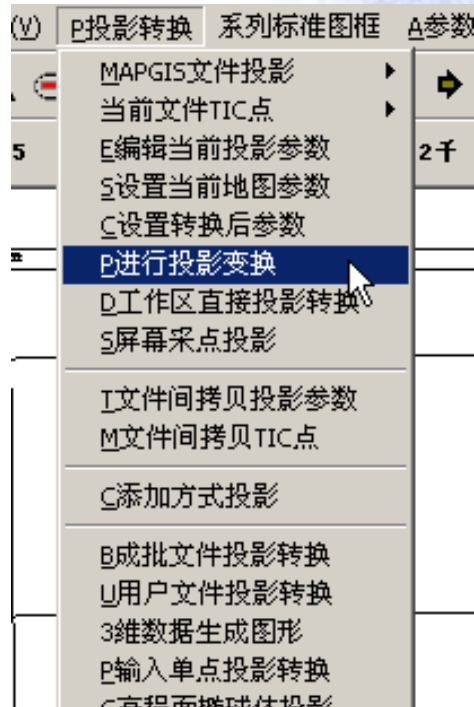 (V) P投影转换 系列标准图框 A参数
MAPGIS文件投影
当前文件TIC点
5 E编辑当前投影参数 2千
S设置当前地图参数
C设置转换后参数
P进行投影变换
D工作区直接投影转换
S屏幕采点投影
T文件间拷贝投影参数
M文件间拷贝TIC点
C添加方式投影
B成批文件投影转换
U用户文件投影转换
3维数据生成图形
P输入单点投影转换